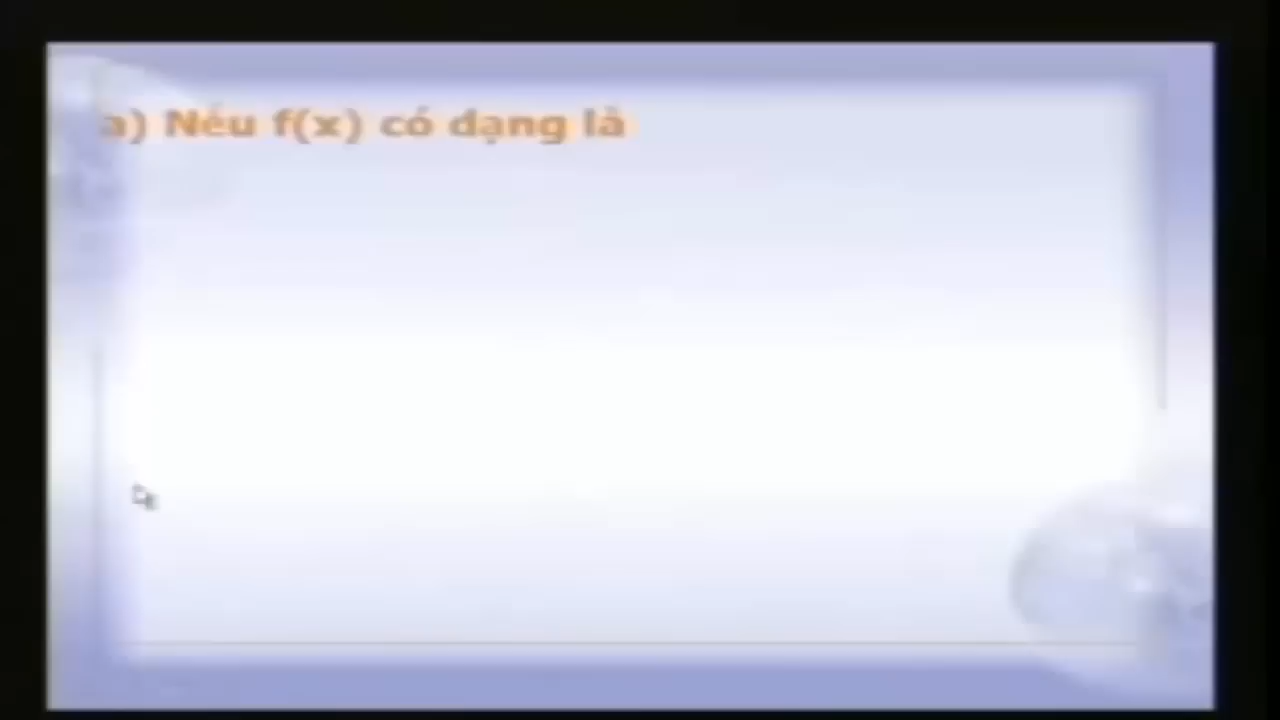 a) Nếu f(x) có dạng là